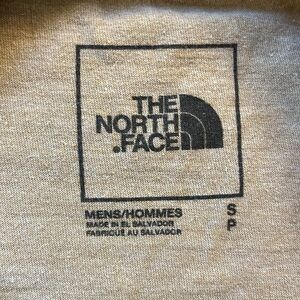 THE
NORTH
.FACE
MENS/HOMMES S
MADE IN EL SALVADOR
FABRIQUÉ AU SALVADOR P